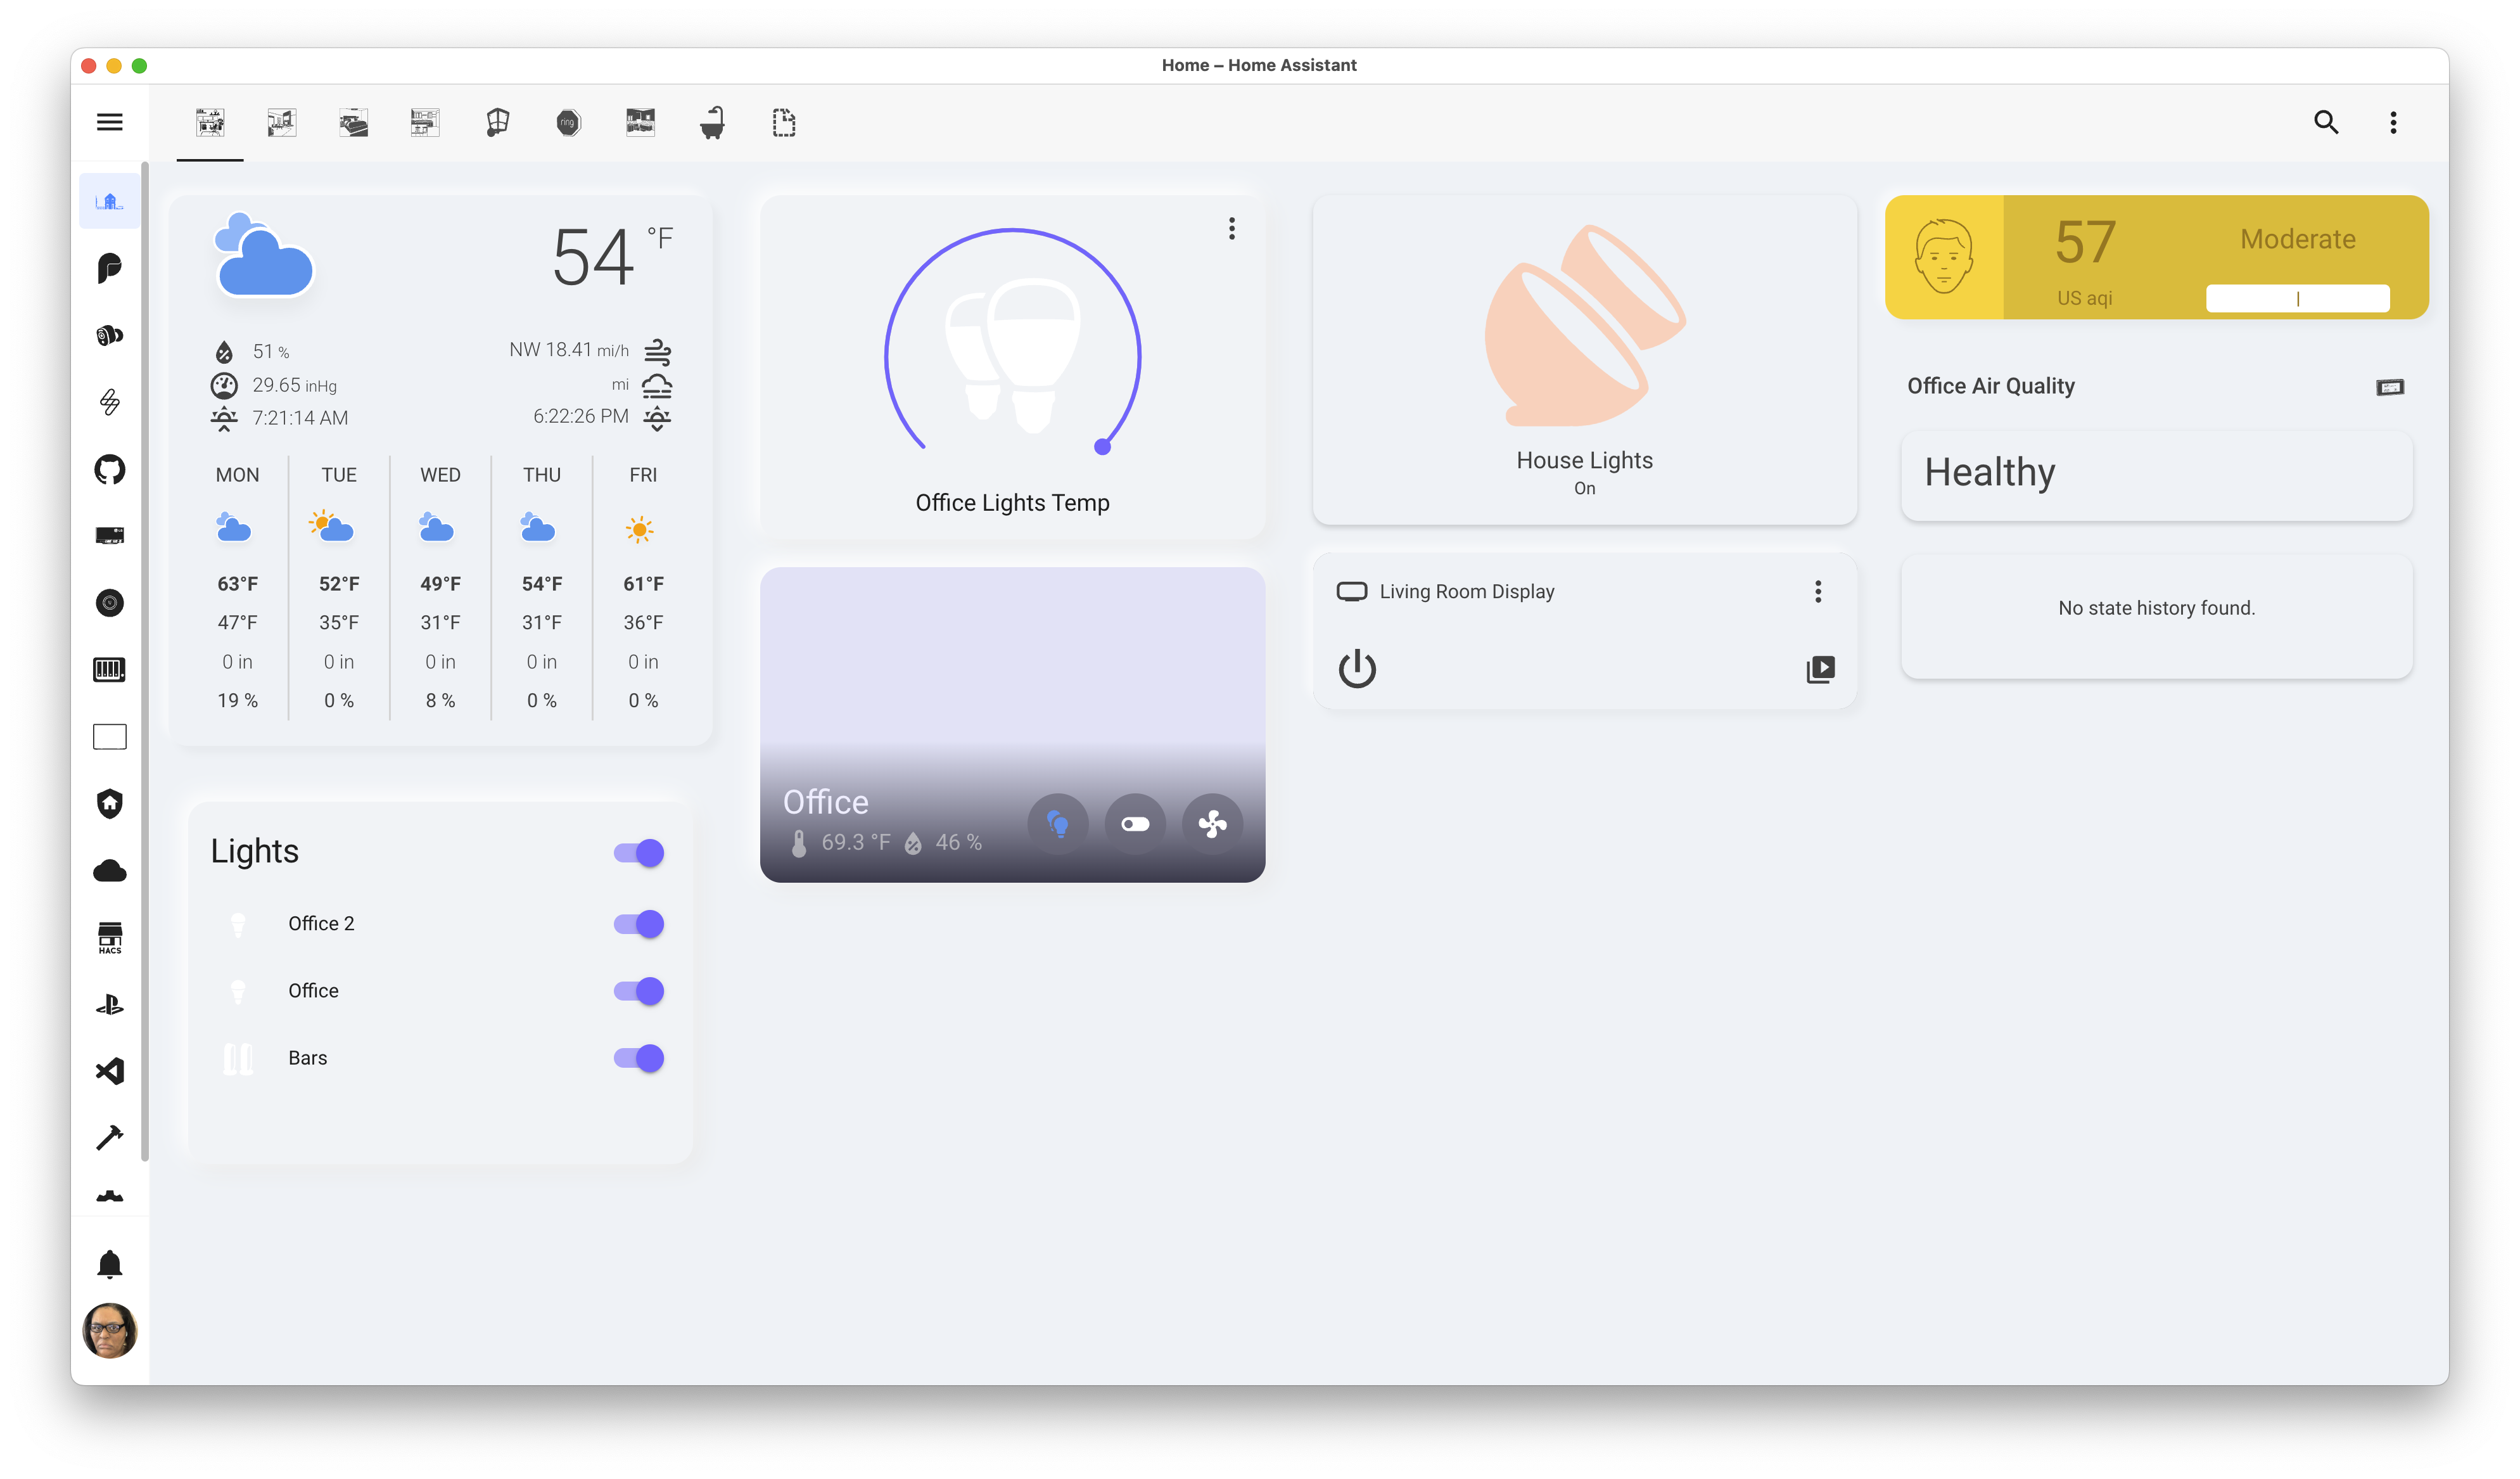 Home – Home Assistant
ring
54 °F
51 %
NW 18.41 mi/h
29.65 inHg
mi
7:21:14 AM
6:22:26 PM
MON TUE WED THU FRI
63°F 52°F 49°F 54°F 61°F
47°F 35°F 31°F 31°F 36°F
0 in 0 in 0 in 0 in 0 in
19 % 0 % 8 % 0 % 0 %
Lights
Office 2
Office
Bars
Office Lights Temp
Office
69.3 °F 46 %
House Lights
On
Living Room Display
57
US aqi
Moderate
Office Air Quality
Healthy
No state history found.
HACS